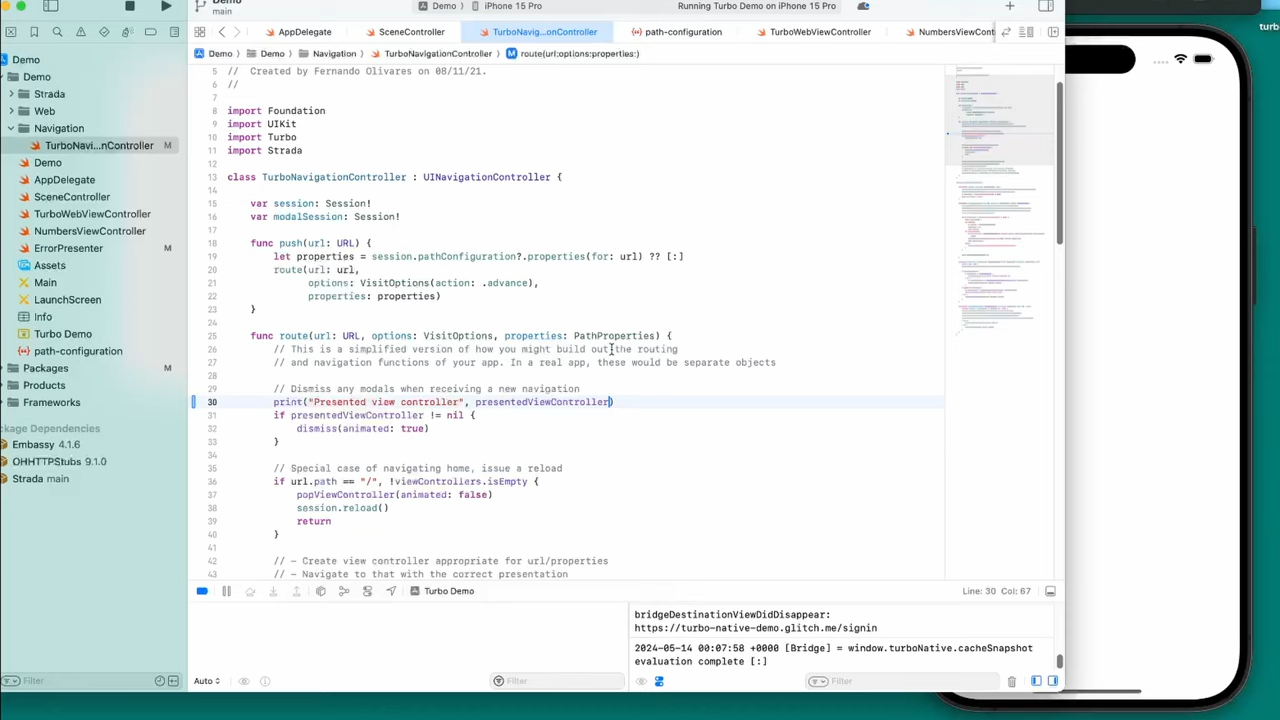 Demo
main
Demo › iPhone 15 Pro
Running Turbo Demo on iPhone 15 Pro
AppDelegate
SceneController
TurboNavig...onController
path-configuration
TurboWebViewController
NumbersViewCont
Demo
Demo
Navigation
TurboNavigationController
M route(url:options:properties:)
Demo
Demo
Strada
Web
Navigation
TurboNavi...nController M
Demo
AppDelegate
SceneController
TurboWebViewController
NumbersViewController
ErrorPresenter M
Assets
Main
LaunchScreen
Info
Turbo Demo
path-configuration
Packages
Products
Frameworks
ckage Dependencies
Embassy 4.1.6
OHHTTPStubs 9.1.0
Strada main
5 // Created by Fernando Olivares on 08/11/21.
6 //
7
8 import Foundation
9 import UIKit
10 import Turbo
11 import Strada
12
13 class TurboNavigationController : UINavigationController {
14
15 var session: Session!
16 var modalSession: Session!
17
18 func push(url: URL) {
19 let properties = session.pathConfiguration?.properties(for: url) ?? [:]
20 route(url: url,
21 options: VisitOptions(action: .advance),
22 properties: properties)
23 }
24
25 func route(url: URL, options: VisitOptions, properties: PathProperties) {
26 // This is a simplified version of how you might build out the routing
27 // and navigation functions of your app. In a real app, these would be separate objects
28
29 // Dismiss any modals when receiving a new navigation
30 print("Presented view controller", presentedViewController)
31 if presentedViewController != nil {
32 dismiss(animated: true)
33 }
34
35 // Special case of navigating home, issue a reload
36 if url.path == "/", !viewControllers.isEmpty {
37 popViewController(animated: false)
38 session.reload()
39 return
40 }
41
42 // - Create view controller appropriate for url/properties
43 // - Navigate to that with the correct presentation
Turbo Demo
Line: 30 Col: 67
bridgeDestinationViewDidDisappear:
https://turbo-native-demo.glitch.me/signin
2024-05-14 00:07:58 +0000 [Bridge] = window.turboNative.cacheSnapshot
evaluation complete [:]
Filter
Auto
Filter
Filter
turb